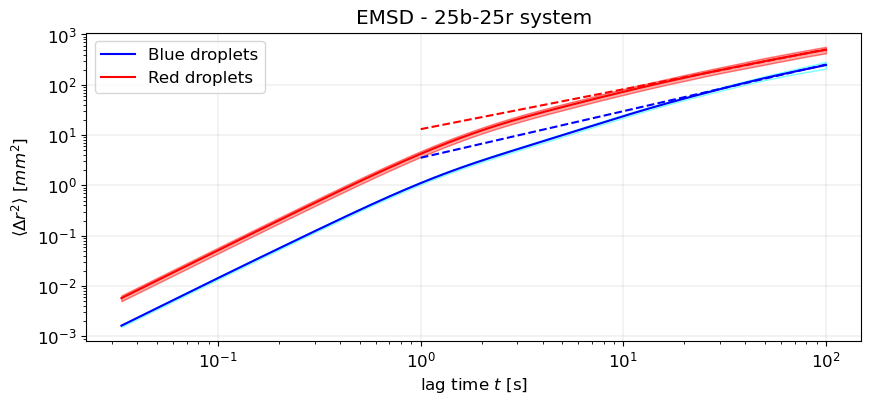 EMSD - 25b-25r system
⟨Δr²⟩ [mm²]
10³
10²
10¹
10⁰
10⁻¹
10⁻²
10⁻³
Blue droplets
Red droplets
10⁻¹
10⁰
10¹
10²
lag time t [s]